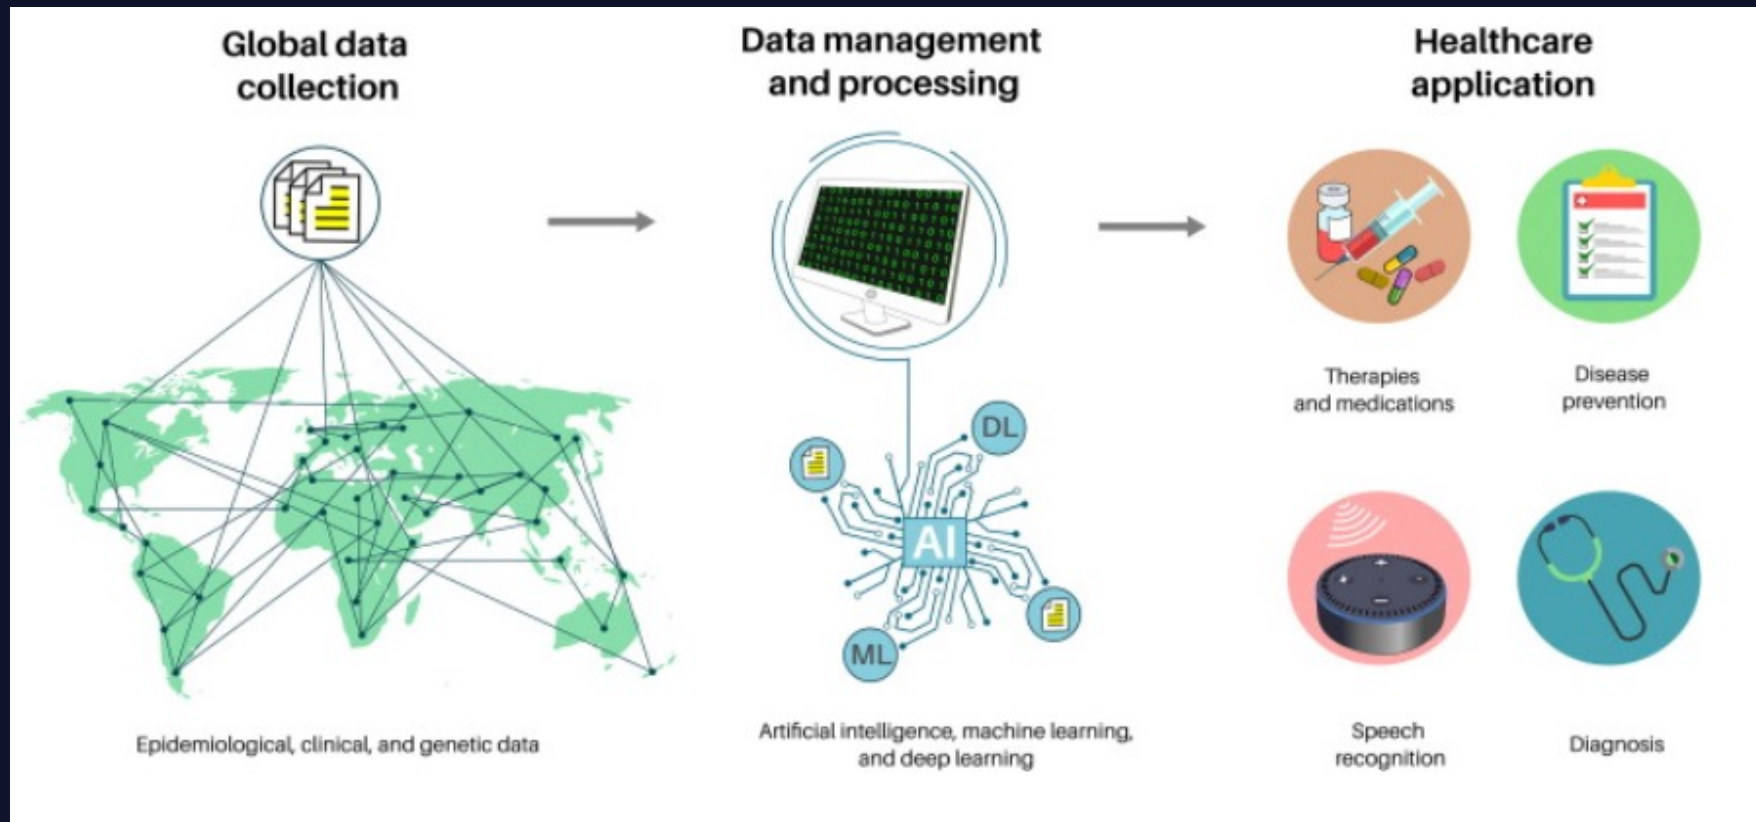 Global data
collection
Data management
and processing
Healthcare
application
Epidemiological, clinical, and genetic data
DL
AI
ML
Artificial intelligence, machine learning,
and deep learning
Therapies
and medications
Disease
prevention
Speech
recognition
Diagnosis